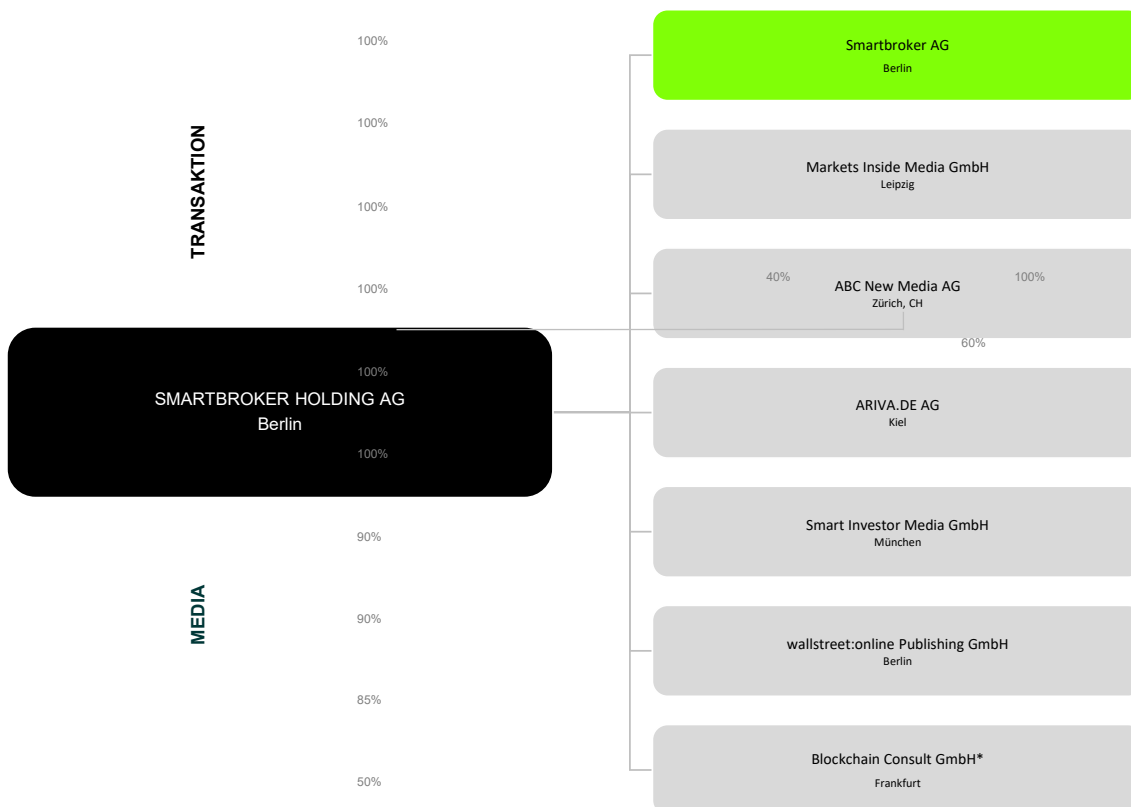 100%
Smartbroker AG
Berlin
100%
TRANSAKTION
Markets Inside Media GmbH
Leipzig
100%
100%
40%
100%
ABC New Media AG
Zürich, CH
60%
100%
SMARTBROKER HOLDING AG
Berlin
100%
ARIVA.DE AG
Kiel
90%
Smart Investor Media GmbH
München
MEDIA
90%
wallstreet:online Publishing GmbH
Berlin
85%
Blockchain Consult GmbH*
Frankfurt
50%